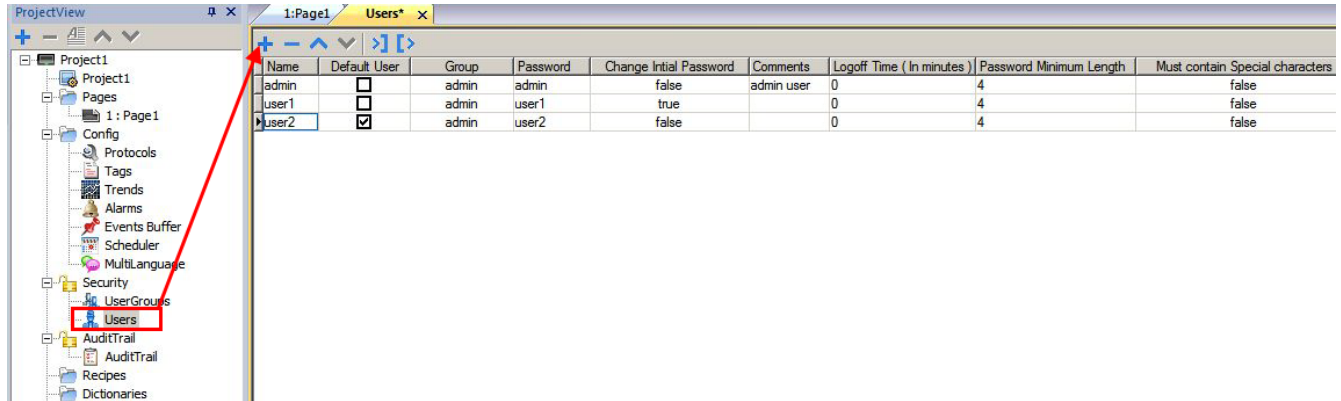 ProjectView
Project1
Project1
Pages
1 : Page1
Config
Protocols
Tags
Trends
Alarms
Events Buffer
Scheduler
MultiLanguage
Security
UserGroups
Users
AuditTrail
AuditTrail
Recipes
Dictionaries
1:Page1 Users*
Name Default User Group Password Change Intial Password Comments Logoff Time ( In minutes ) Password Minimum Length Must contain Special characters
admin admin admin false admin user 0 4 false
user1 admin user1 true 0 4 false
user2 admin user2 false 0 4 false